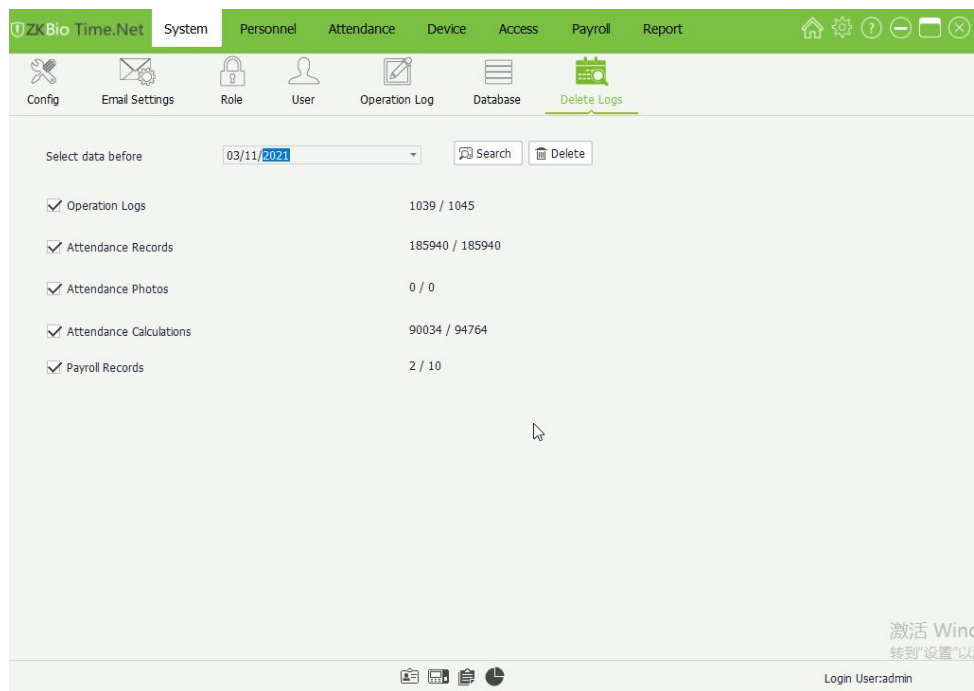 ZKBio Time.Net System Personnel Attendance Device Access Payroll Report
Config Email Settings Role User Operation Log Database Delete Logs
Select data before 03/11/2021 Search Delete
Operation Logs 1039 / 1045
Attendance Records 185940 / 185940
Attendance Photos 0 / 0
Attendance Calculations 90034 / 94764
Payroll Records 2 / 10
激活 Wind
转到"设置"以
Login User:admin